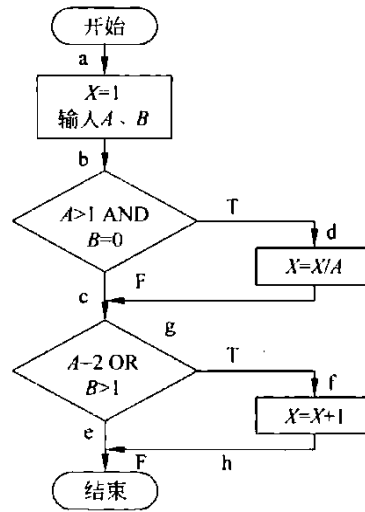 开始
a
X=1
输入A、B
b
A>1 AND
B=0
T
d
X=X/A
F
c
g
A-2 OR
B>1
T
f
X=X+1
e
F
h
结束